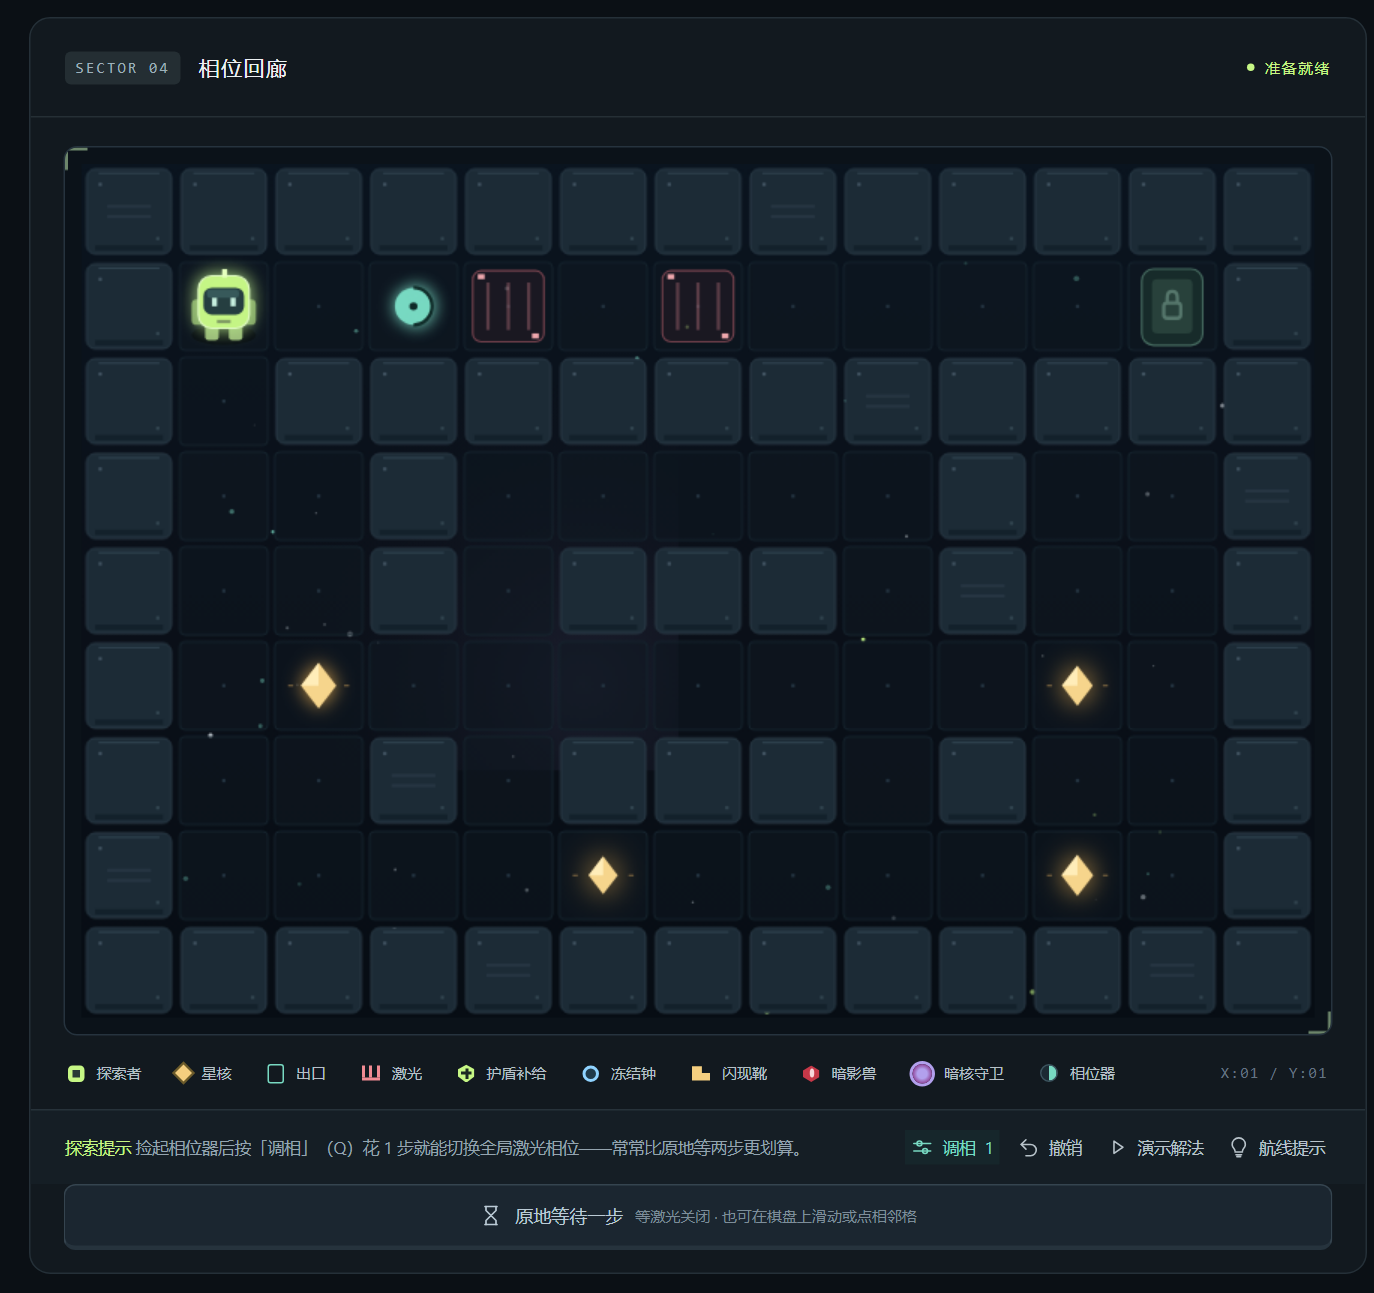 SECTOR 04 相位回廊
准备就绪
探索者 星核 出口 激光 护盾补给 冻结钟 闪现靴 暗影兽 暗核守卫 相位器 X:01 / Y:01
探索提示 捡起相位器后按「调相」（Q）花 1 步就能切换全局激光相位——常常比原地等两步更划算。
调相 1 撤销 演示解法 航线提示
原地等待一步 等激光关闭 · 也可在棋盘上滑动或点相邻格